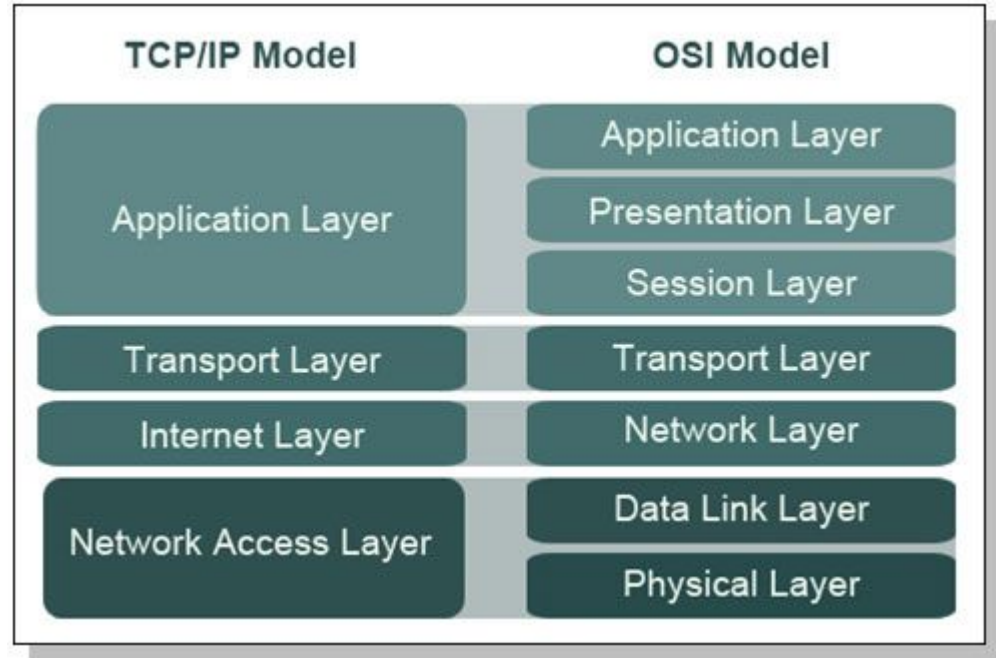 TCP/IP Model
Application Layer
Transport Layer
Internet Layer
Network Access Layer
OSI Model
Application Layer
Presentation Layer
Session Layer
Transport Layer
Network Layer
Data Link Layer
Physical Layer